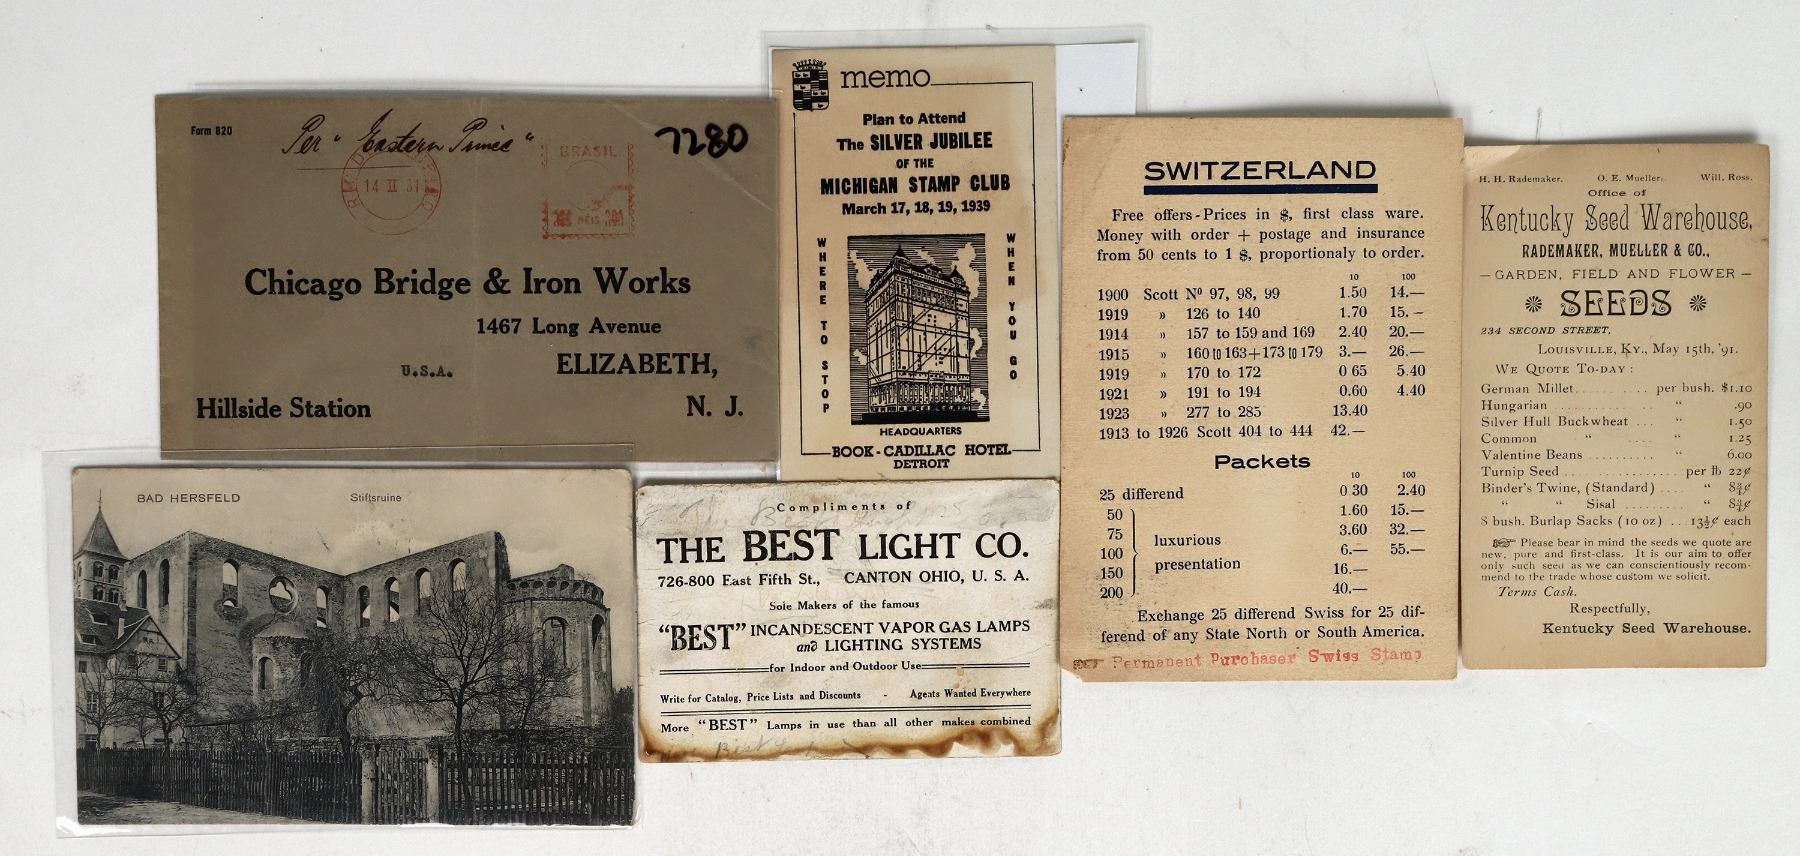 Form 820
Per "Eastern Prince"
7280
14 II 31
BRASIL
REIS
Chicago Bridge & Iron Works
1467 Long Avenue
U.S.A.
ELIZABETH,
Hillside Station
N. J.
memo
Plan to Attend
The SILVER JUBILEE
OF THE
MICHIGAN STAMP CLUB
March 17, 18, 19, 1939
WHERE TO STOP
WHEN YOU GO
HEADQUARTERS
BOOK-CADILLAC HOTEL
DETROIT
SWITZERLAND
Free offers - Prices in $, first class ware.
Money with order + postage and insurance
from 50 cents to 1 $, proportionaly to order.
10 100
1900 Scott Nº 97, 98, 99 1.50 14.—
1919 » 126 to 140 1.70 15.—
1914 » 157 to 159 and 169 2.40 20.—
1915 » 160 to 163+173 to 179 3.— 26.—
1919 » 170 to 172 0 65 5.40
1921 » 191 to 194 0.60 4.40
1923 » 277 to 285 13.40
1913 to 1926 Scott 404 to 444 42.—
Packets
10 100
25 differend 0 30 2.40
50 1.60 15.—
75 3.60 32.—
luxurious
100 6.— 55.—
presentation
150 16.—
200 40.—
Exchange 25 differend Swiss for 25 dif-
ferend of any State North or South America.
Permanent Purchaser Swiss Stamp
H. H. Rademaker. O. E. Mueller. Will. Ross.
Office of
Kentucky Seed Warehouse,
RADEMAKER, MUELLER & CO.,
— GARDEN, FIELD AND FLOWER —
SEEDS
234 SECOND STREET,
LOUISVILLE, KY., May 15th, '91.
WE QUOTE TO-DAY:
German Millet........ per bush. $1.10
Hungarian ........... " .90
Silver Hull Buckwheat ... " 1.50
Common " .... " 1.25
Valentine Beans .......... " 6.00
Turnip Seed ............... per lb 22¢
Binder's Twine, (Standard) .... " 8¾¢
" " Sisal ........ " 8¾¢
8 bush. Burlap Sacks (10 oz) ... 13½¢ each
☞ Please bear in mind the seeds we quote are
new, pure and first-class. It is our aim to offer
only such seed as we can conscientiously recom-
mend to the trade whose custom we solicit.
Terms Cash.
Respectfully,
Kentucky Seed Warehouse.
BAD HERSFELD Stiftsruine
Compliments of
THE BEST LIGHT CO.
726-800 East Fifth St., CANTON OHIO, U. S. A.
Sole Makers of the famous
"BEST" INCANDESCENT VAPOR GAS LAMPS
and LIGHTING SYSTEMS
for Indoor and Outdoor Use
Write for Catalog, Price Lists and Discounts - Agents Wanted Everywhere
More "BEST" Lamps in use than all other makes combined